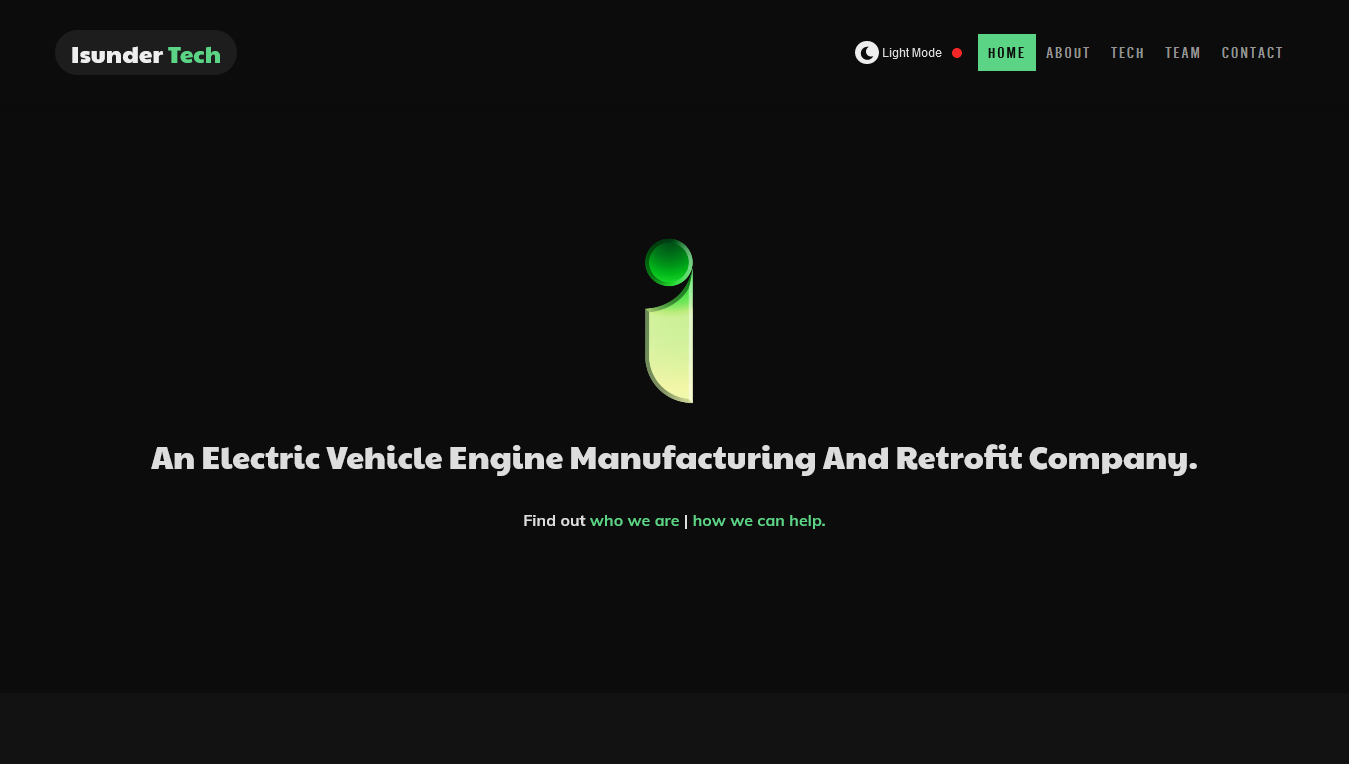 Isunder Tech
Light Mode
HOME
ABOUT
TECH
TEAM
CONTACT
An Electric Vehicle Engine Manufacturing And Retrofit Company.
Find out who we are | how we can help.